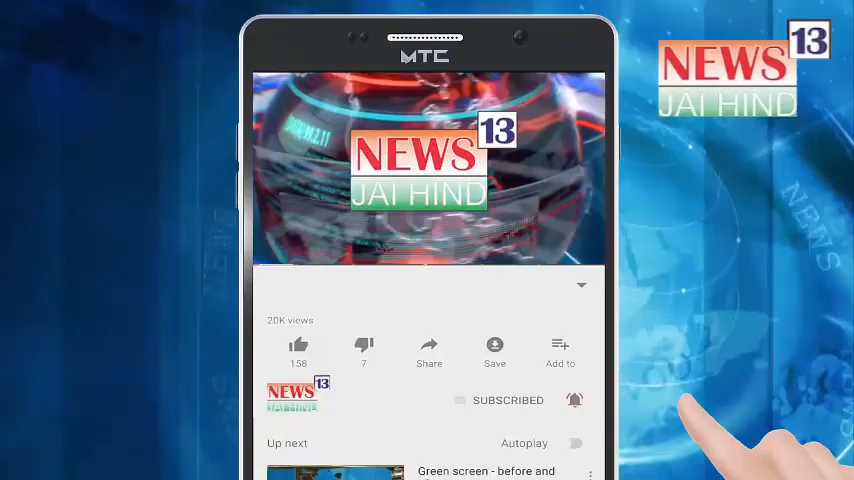 MTC
NEWS 13
JAI HIND
NEWS 13
JAI HIND
20K views
158
7
Share
Save
Add to
NEWS 13
JAI HIND
SUBSCRIBED
Up next
Autoplay
Green screen - before and
NEWS